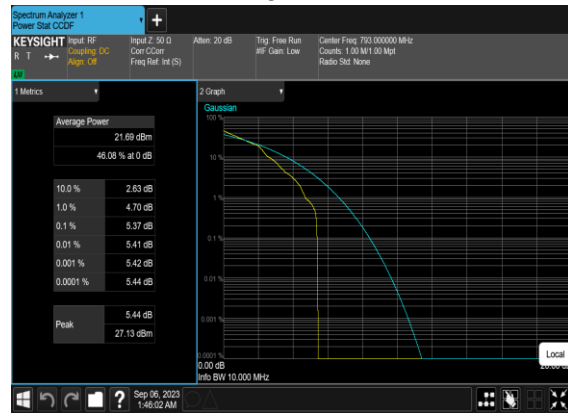 Spectrum Analyzer 1
Power Stat CCDF
+
KEYSIGHT
R T
LXI
Input: RF
Coupling: DC
Align: Off
Input Z: 50 Ω
Corr CCorr
Freq Ref: Int (S)
Atten: 20 dB
Trig: Free Run
#IF Gain: Low
Center Freq: 793.000000 MHz
Counts: 1.00 M/1.00 Mpt
Radio Std: None
1 Metrics
Average Power
21.69 dBm
46.08 % at 0 dB
10.0 % 2.63 dB
1.0 % 4.70 dB
0.1 % 5.37 dB
0.01 % 5.41 dB
0.001 % 5.42 dB
0.0001 % 5.44 dB
Peak
5.44 dB
27.13 dBm
2 Graph
Gaussian
100 %
10 %
1 %
0.1 %
0.01 %
0.001 %
0.0001 %
0.00 dB
Info BW 10.000 MHz
Local
?
Sep 06, 2023
1:46:02 AM